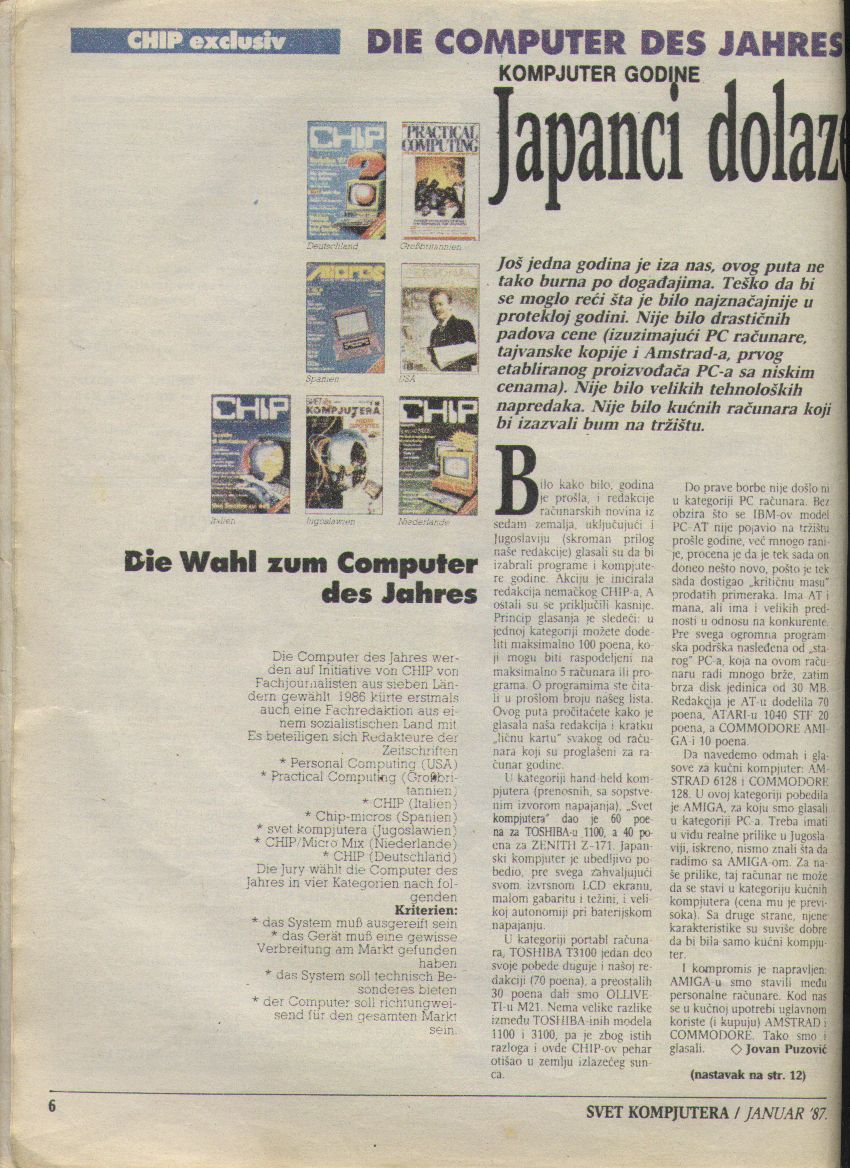 CHIP exclusiv
DIE COMPUTER DES JAHRES
KOMPJUTER GODINE
Japanci dolaz
CHIP
PRACTICAL
COMPUTING
Deutschland
Großbritannien
MICROS
Spanien
USA
CHIP
SVET
KOMPJUTERA
CHIP
Italien
Jugoslawien
Niederlande
Die Wahl zum Computer
des Jahres
Die Computer des Jahres wer-
den auf Initiative von CHIP von
Fachjournalisten aus sieben Län-
dern gewählt. 1986 kürte erstmals
auch eine Fachredaktion aus ei-
nem sozialistischen Land mit.
Es beteiligen sich Redakteure der
Zeitschriften
* Personal Computing (USA)
* Practical Computing (Großbri-
tannien)
* CHIP (Italien)
* Chip-micros (Spanien)
* svet kompjutera (Jugoslawien)
* CHIP/Micro Mix (Niederlande)
* CHIP (Deutschland)
Die Jury wählt die Computer des
Jahres in vier Kategorien nach fol-
genden
Kriterien:
* das System muß ausgereift sein
* das Gerät muß eine gewisse
Verbreitung am Markt gefunden
haben
* das System soll technisch Be-
sonderes bieten
* der Computer soll richtungwei-
send für den gesamten Markt
sein.
Još jedna godina je iza nas, ovog puta ne
tako burna po događajima. Teško da bi
se moglo reći šta je bilo najznačajnije u
protekloj godini. Nije bilo drastičnih
padova cene (izuzimajući PC računare,
tajvanske kopije i Amstrad-a, prvog
etabliranog proizvođača PC-a sa niskim
cenama). Nije bilo velikih tehnoloških
napredaka. Nije bilo kućnih računara koji
bi izazvali bum na tržištu.
Bilo kako bilo, godina
je prošla, i redakcije
računarskih novina iz
sedam zemalja, uključujući i
Jugoslaviju (skroman prilog
naše redakcije) glasali su da bi
izabrali programe i kompjute-
re godine. Akciju je inicirala
redakcija nemačkog CHIP-a. A
ostali su se priključili kasnije.
Princip glasanja je sledeći: u
jednoj kategoriji možete dode-
liti maksimalno 100 poena, ko-
ji mogu biti raspodeljeni na
maksimalno 5 računara ili pro-
grama. O programima ste čita-
li u prošlom broju našeg lista.
Ovog puta pročitaćete kako je
glasala naša redakcija i kratku
„ličnu kartu" svakog od raču-
nara koji su proglašeni za ra-
čunar godine.
U kategoriji hand-held kom-
pjutera (prenosnih, sa sopstve-
nim izvorom napajanja), „Svet
kompjutera" dao je 60 poe
na za TOSHIBA-u 1100, a 40 po-
ena za ZENITH Z-171. Japan-
ski kompjuter je ubedljivo po-
bedio, pre svega zahvaljujući
svom izvrsnom LCD ekranu,
malom gabaritu i težini, i veli-
koj autonomiji pri baterijskom
napajanju.
U kategoriji portabl računa-
ra, TOSHIBA T3100 jedan deo
svoje pobede duguje i našoj re-
dakciji (70 poena), a preostalih
30 poena dali smo OLLIVE-
TI-u M21. Nema velike razlike
između TOSHIBA-inih modela
1100 i 3100, pa je zbog istih
razloga i ovde CHIP-ov pehar
otišao u zemlju izlazećeg sun-
ca.
Do prave borbe nije došlo ni
u kategoriji PC računara. Bez
obzira što se IBM-ov model
PC-AT nije pojavio na tržištu
prošle godine, već mnogo rani-
je, procena je da je tek sada on
doneo nešto novo, pošto je tek
sada dostigao „kritičnu masu"
prodatih primeraka. Ima AT i
mana, ali ima i velikih pred-
nosti u odnosu na konkurente.
Pre svega ogromna program-
ska podrška nasleđena od „sta-
rog" PC-a, koja na ovom raču-
naru radi mnogo brže, zatim
brza disk jedinica od 30 MB.
Redakcija je AT-u dodelila 70
poena, ATARI-u 1040 STF 20
poena, a COMMODORE AMI-
GA-i 10 poena.
Da navedemo odmah i gla-
sove za kućni kompjuter: AM-
STRAD 6128 i COMMODORE
128. U ovoj kategoriji pobedila
je AMIGA, za koju smo glasali
u kategoriji PC-a. Treba imati
u vidu realne prilike u Jugosla-
viji, iskreno, nismo znali šta da
radimo sa AMIGA-om. Za na-
še prilike, taj računar ne može
da se stavi u kategoriju kućnih
kompjutera (cena mu je previ-
soka). Sa druge strane, njene
karakteristike su suviše dobre
da bi bila samo kućni kompju-
ter.
I kompromis je napravljen:
AMIGA-u smo stavili među
personalne računare. Kod nas
se u kućnoj upotrebi uglavnom
koriste (i kupuju) AMSTRAD i
COMMODORE. Tako smo i
glasali. ◇ Jovan Puzović
(nastavak na str. 12)
6
SVET KOMPJUTERA / JANUAR '87.